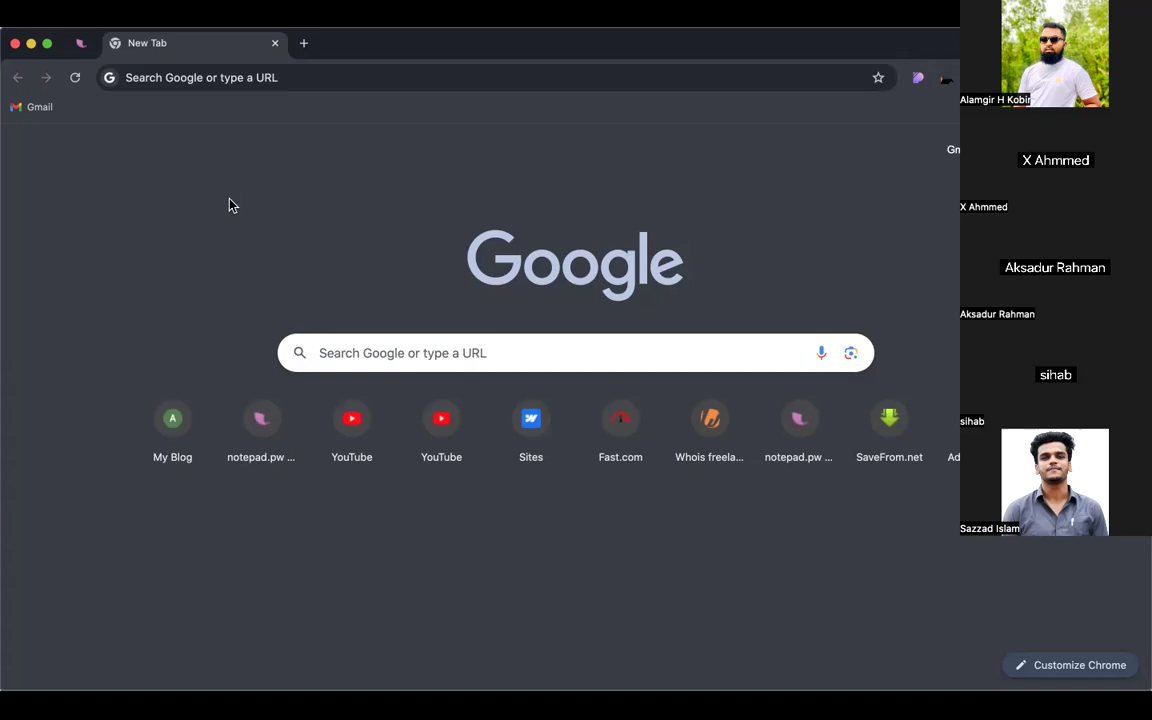 New Tab
Search Google or type a URL
Gmail
Gm
Google
Search Google or type a URL
My Blog
notepad.pw ...
YouTube
YouTube
Sites
Fast.com
Whois freela...
notepad.pw ...
SaveFrom.net
Ad
Customize Chrome
Alamgir H Kobir
X Ahmmed
X Ahmmed
Aksadur Rahman
Aksadur Rahman
sihab
sihab
Sazzad Islam